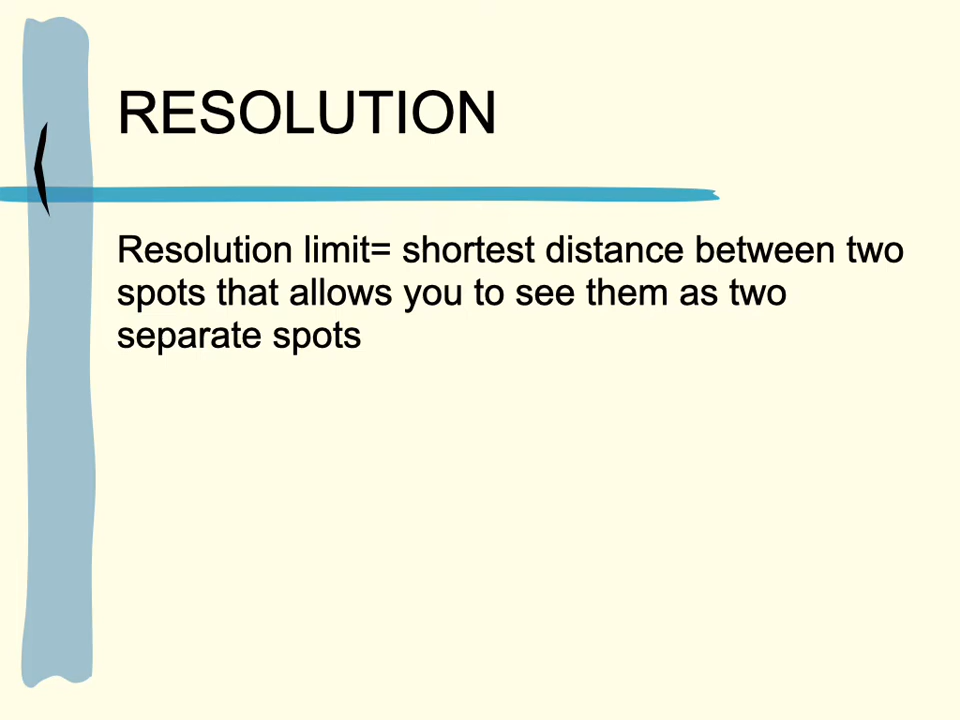 RESOLUTION
Resolution limit= shortest distance between two
spots that allows you to see them as two
separate spots